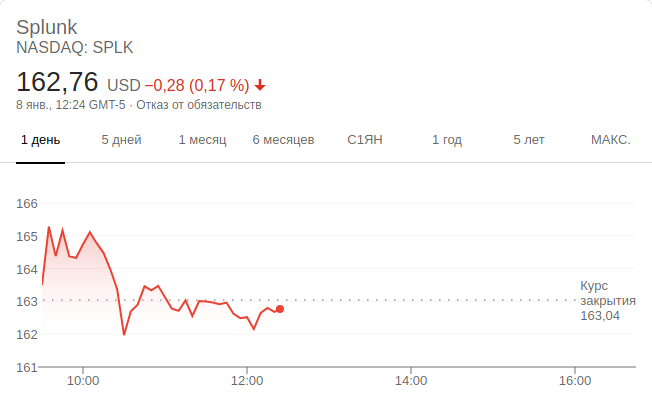 Splunk
NASDAQ: SPLK
162,76 USD −0,28 (0,17 %)
8 янв., 12:24 GMT-5 · Отказ от обязательств
1 день 5 дней 1 месяц 6 месяцев С1ЯН 1 год 5 лет МАКС.
166
165
164
163
162
161
Курс
закрытия
163,04
10:00 12:00 14:00 16:00